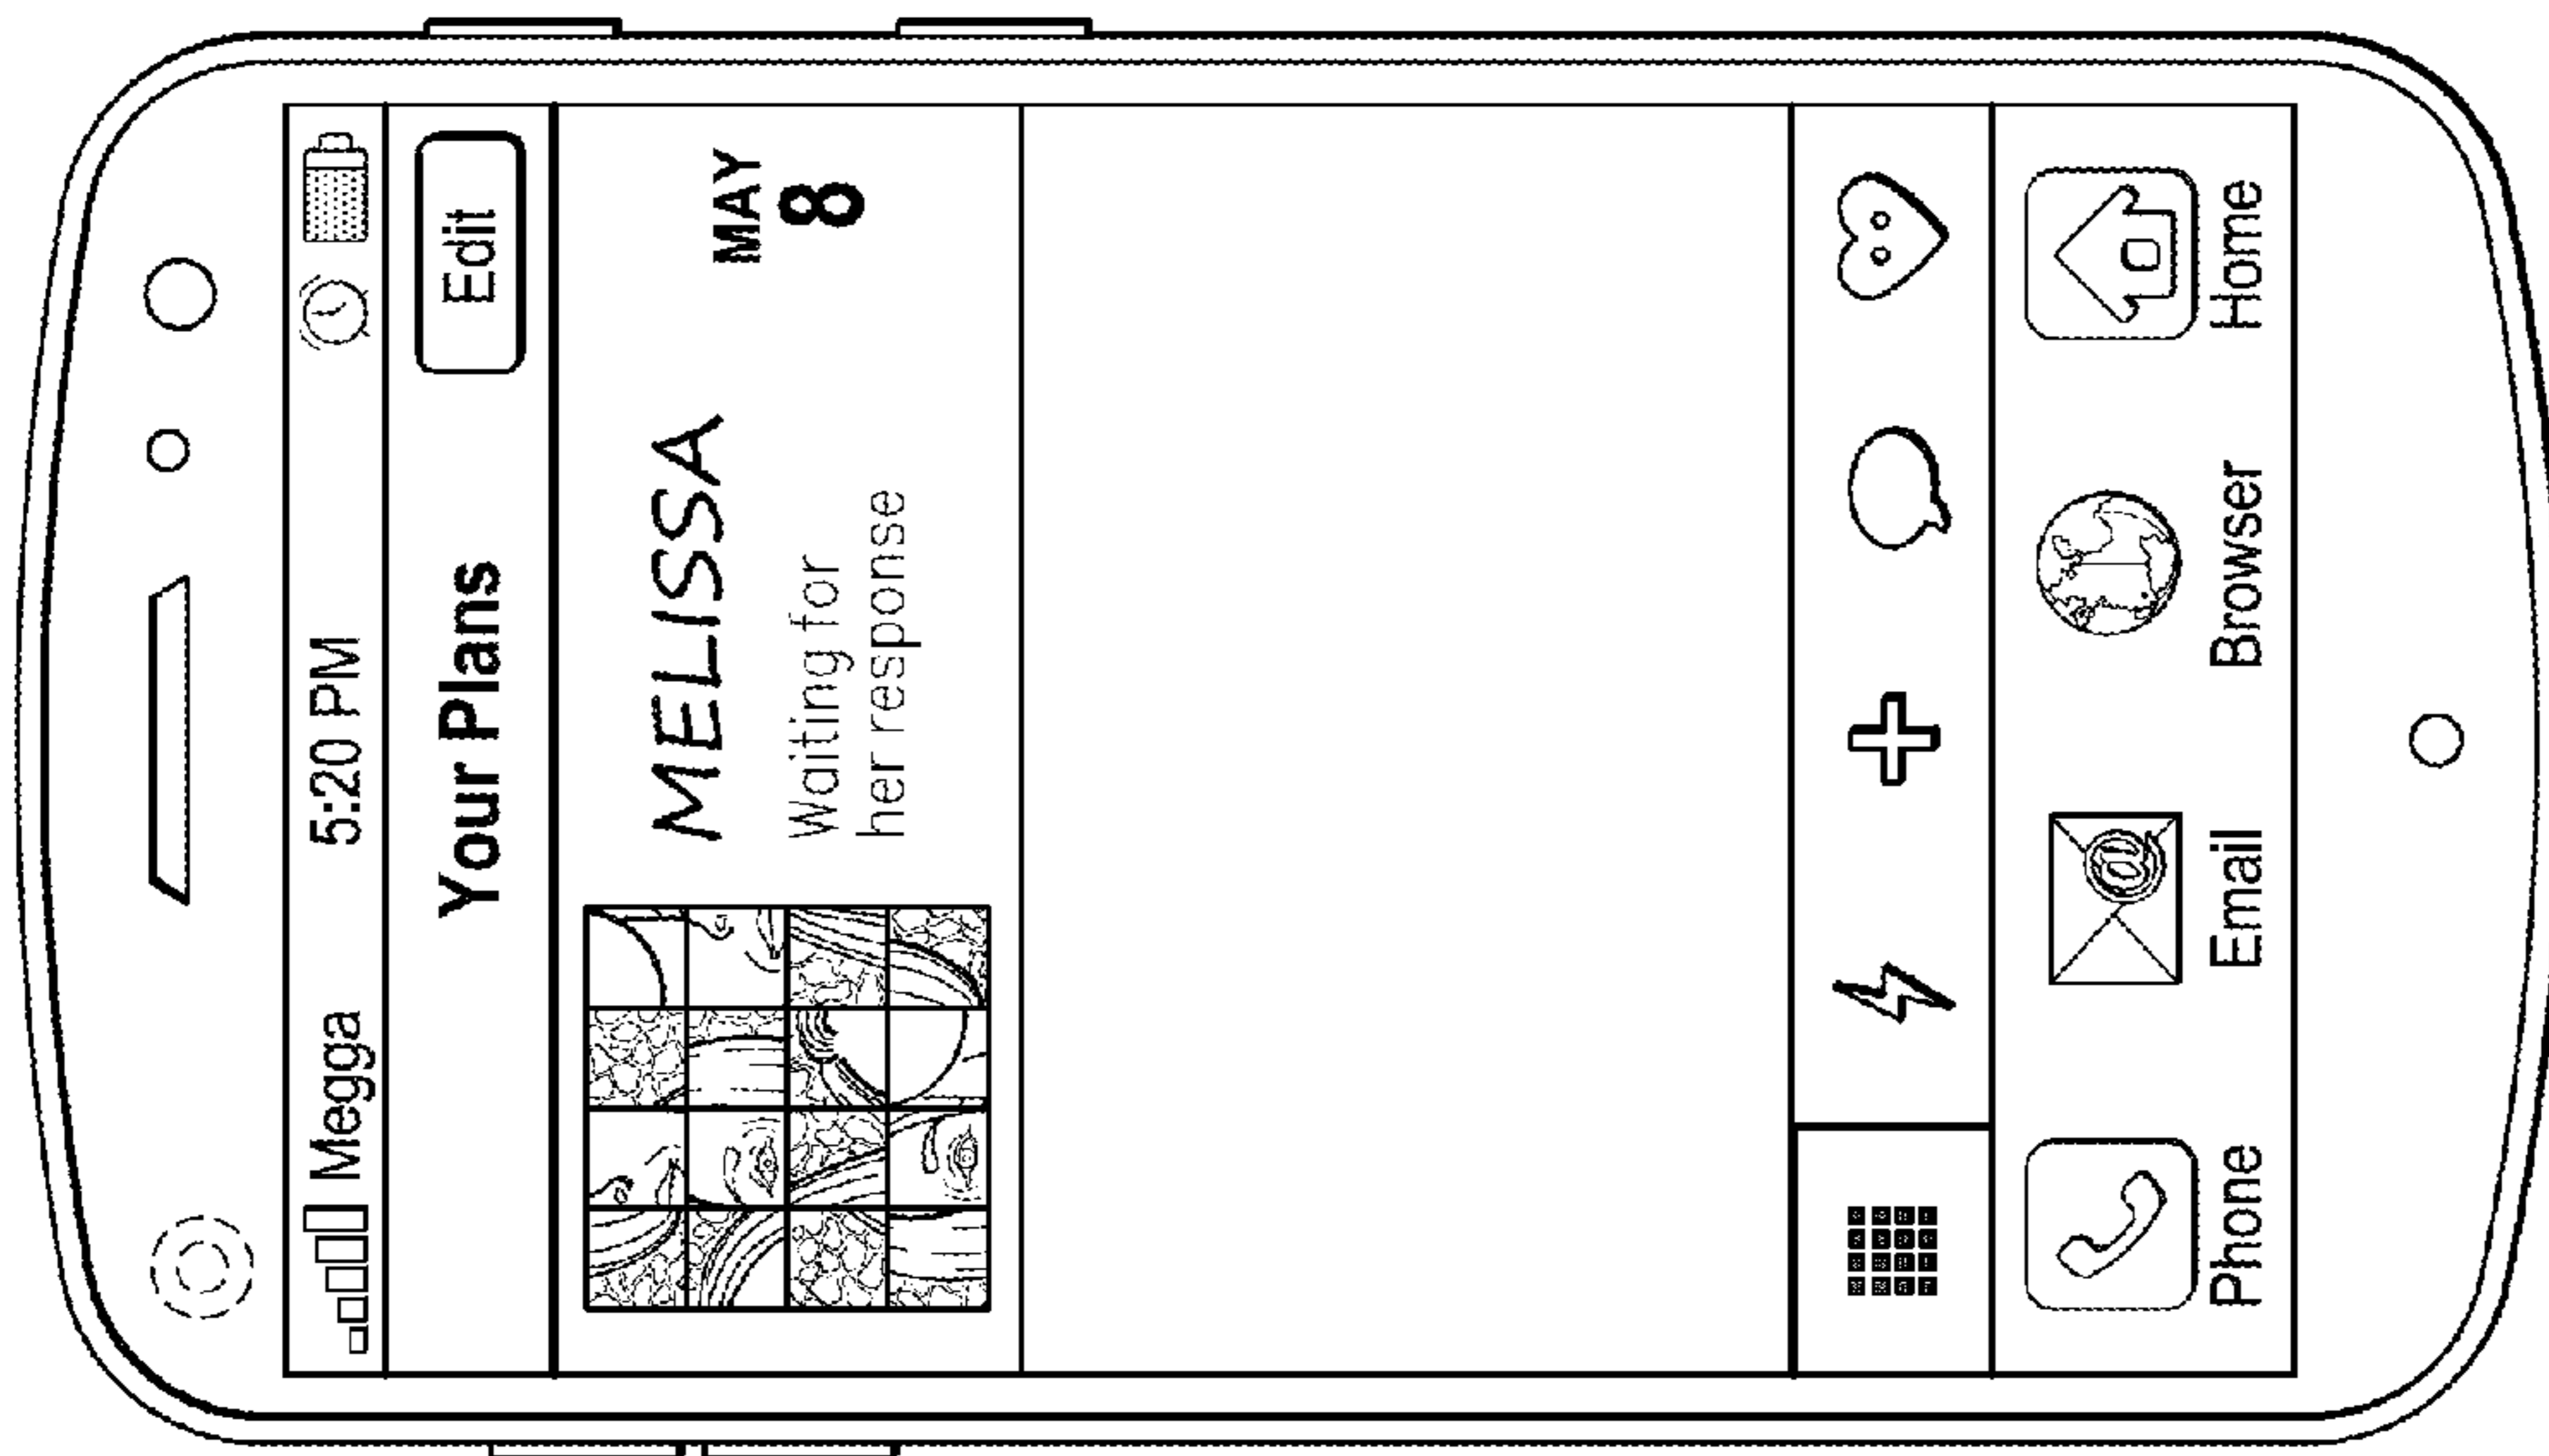 Megga 5:20 PM
Your Plans Edit
MELISSA
MAY
8
Waiting for
her response
@
Phone Email Browser Home